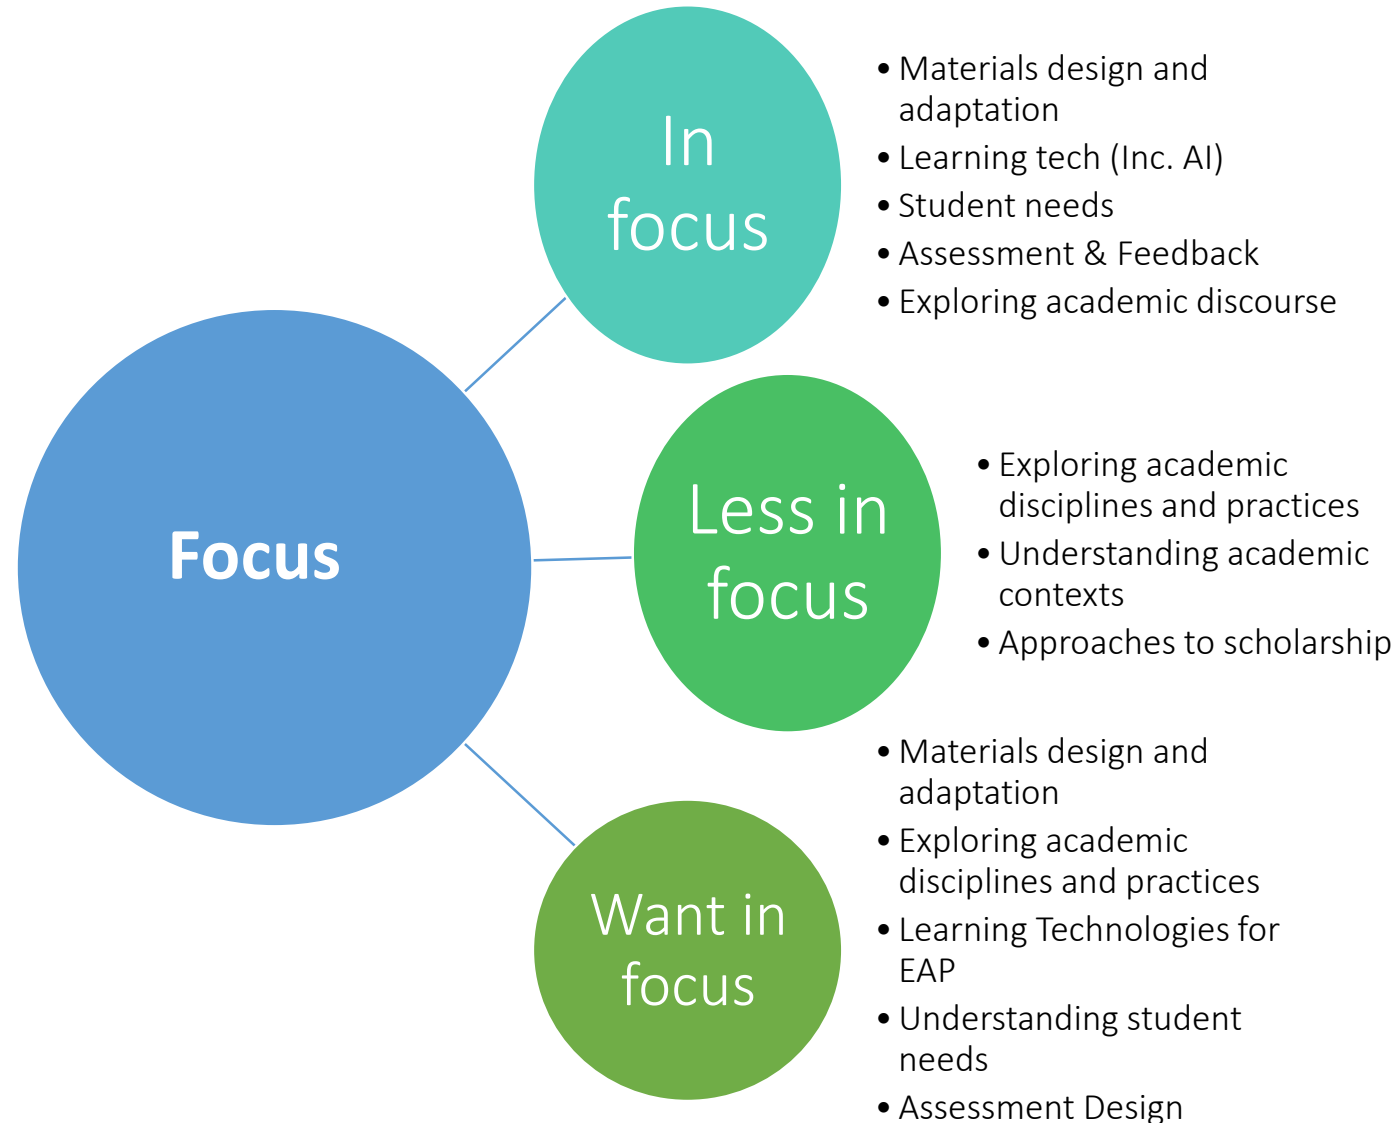 In
focus
• Materials design and
adaptation
• Learning tech (Inc. AI)
• Student needs
• Assessment & Feedback
• Exploring academic discourse
Focus
Less in
focus
• Exploring academic
disciplines and practices
• Understanding academic
contexts
• Approaches to scholarship
Want in
focus
• Materials design and
adaptation
• Exploring academic
disciplines and practices
• Learning Technologies for
EAP
• Understanding student
needs
• Assessment Design